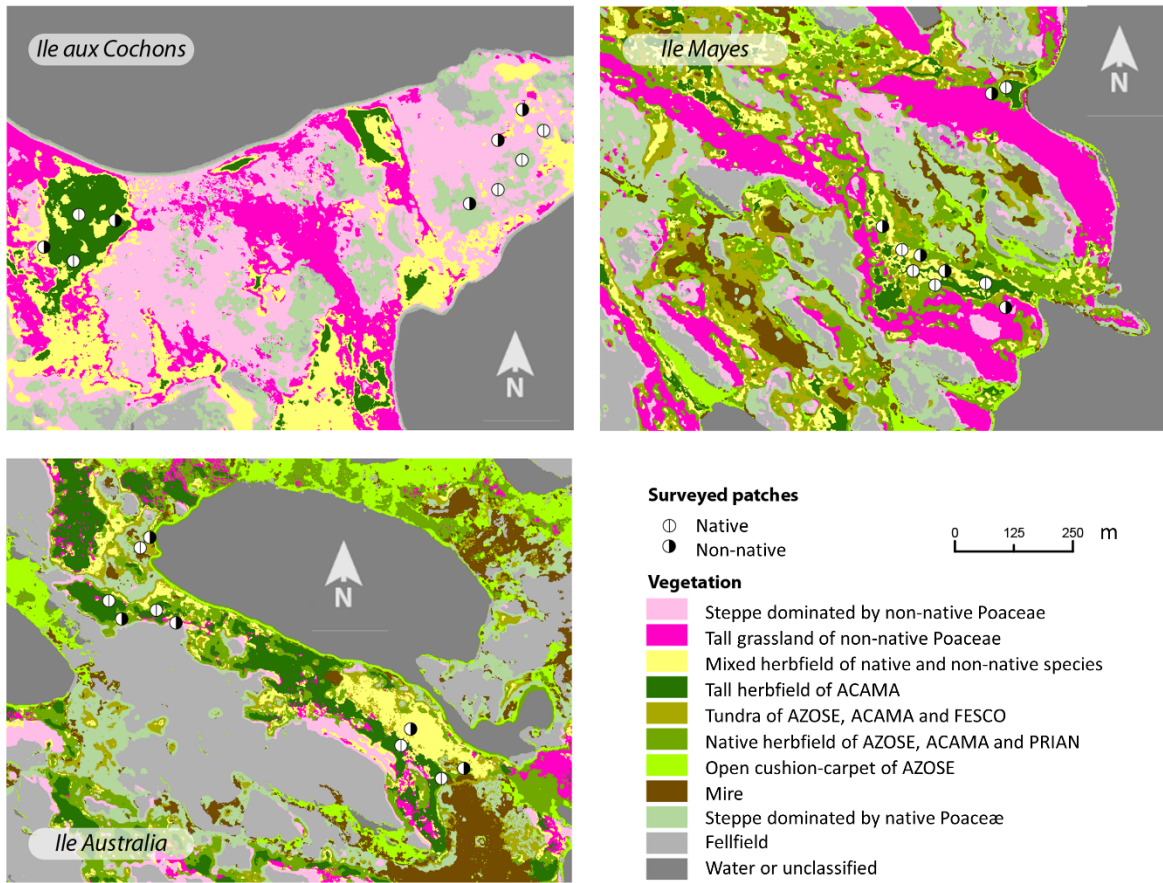 Ile aux Cochons
N
Ile Mayes
N
Ile Australia
N
Surveyed patches
Native
Non-native
0 125 250 m
Vegetation
Steppe dominated by non-native Poaceae
Tall grassland of non-native Poaceae
Mixed herbfield of native and non-native species
Tall herbfield of ACAMA
Tundra of AZOSE, ACAMA and FESCO
Native herbfield of AZOSE, ACAMA and PRIAN
Open cushion-carpet of AZOSE
Mire
Steppe dominated by native Poaceæ
Fellfield
Water or unclassified